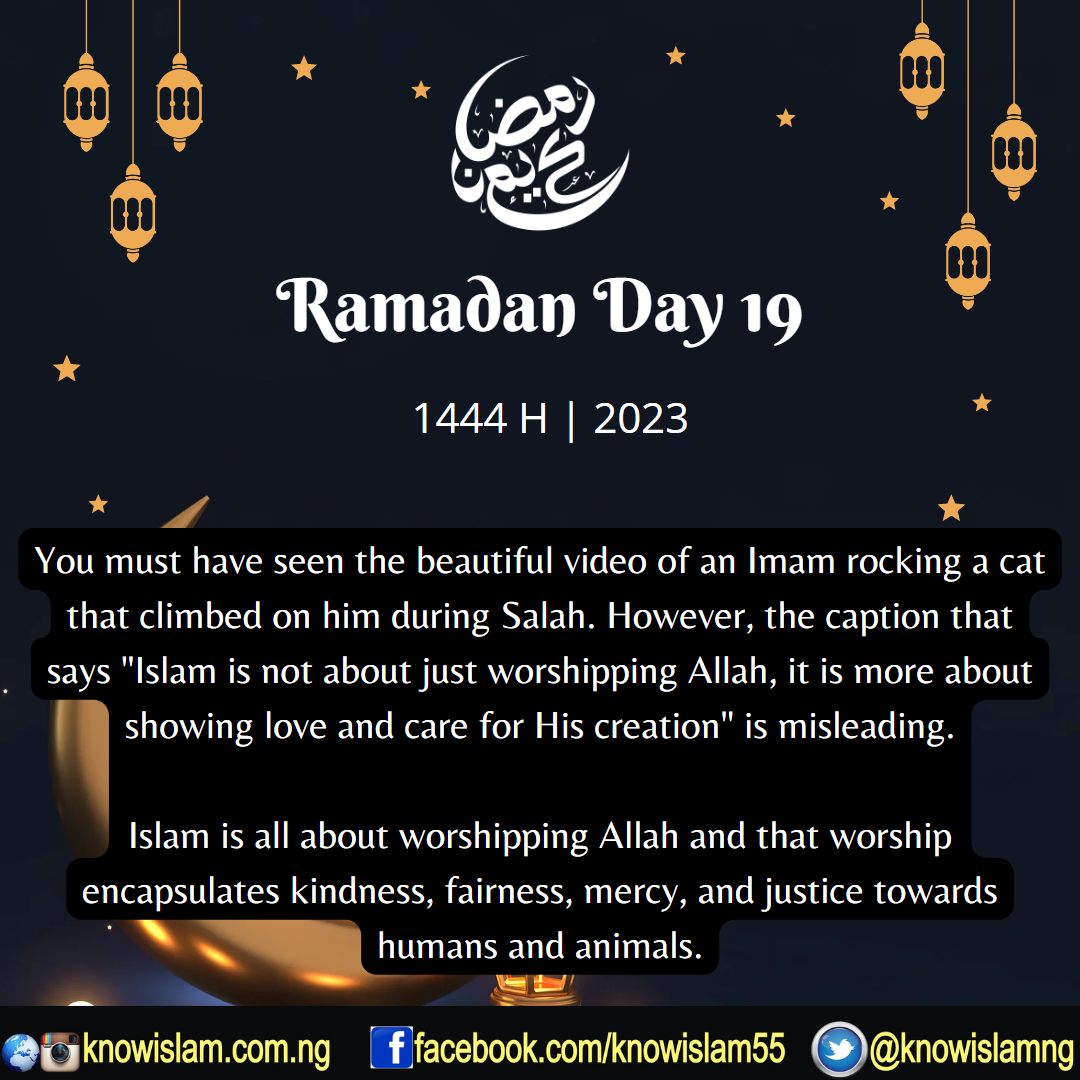 رمضان
كريم
Ramadan Day 19
1444 H | 2023
You must have seen the beautiful video of an Imam rocking a cat
that climbed on him during Salah. However, the caption that
says "Islam is not about just worshipping Allah, it is more about
showing love and care for His creation" is misleading.
Islam is all about worshipping Allah and that worship
encapsulates kindness, fairness, mercy, and justice towards
humans and animals.
knowislam.com.ng facebook.com/knowislam55 @knowislamng